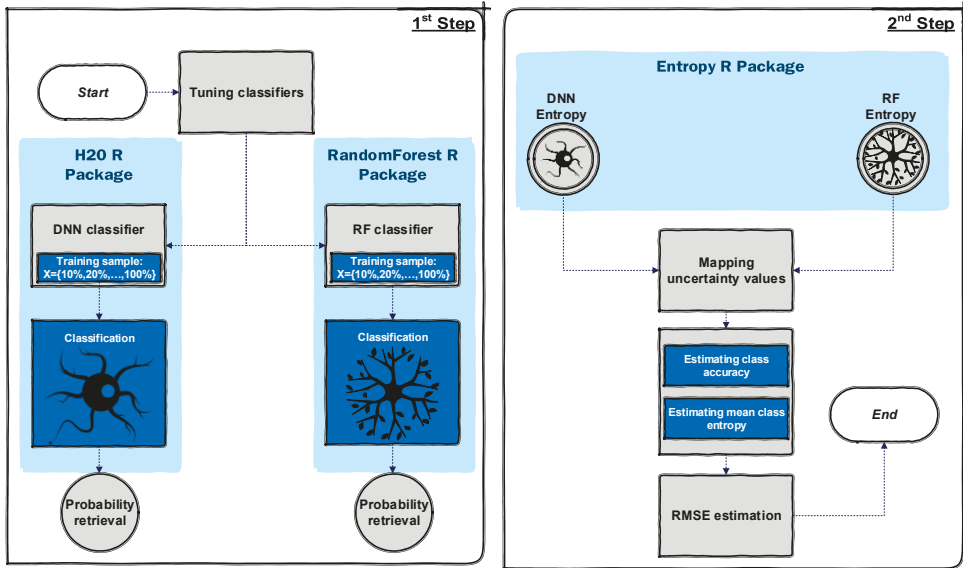 1st Step
Start
Tuning classifiers
H20 R
Package
RandomForest R
Package
DNN classifier
Training sample:
X={10%,20%,...,100%}
RF classifier
Training sample:
X={10%,20%,...,100%}
Classification
Classification
Probability
retrieval
Probability
retrieval
2nd Step
Entropy R Package
DNN
Entropy
RF
Entropy
Mapping
uncertainty values
Estimating class
accuracy
Estimating mean class
entropy
End
RMSE estimation